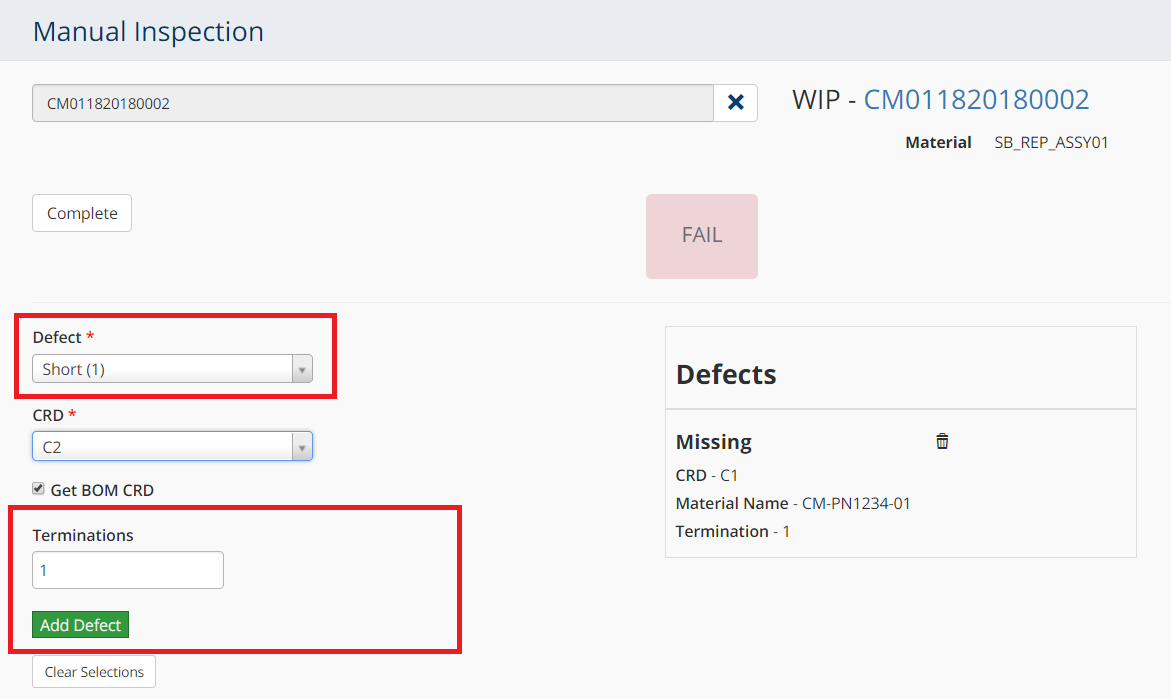 Manual Inspection
CM011820180002
WIP - CM011820180002
Material SB_REP_ASSY01
Complete
FAIL
Defect *
Short (1)
CRD *
C2
Get BOM CRD
Terminations
1
Add Defect
Clear Selections
Defects
Missing
CRD - C1
Material Name - CM-PN1234-01
Termination - 1